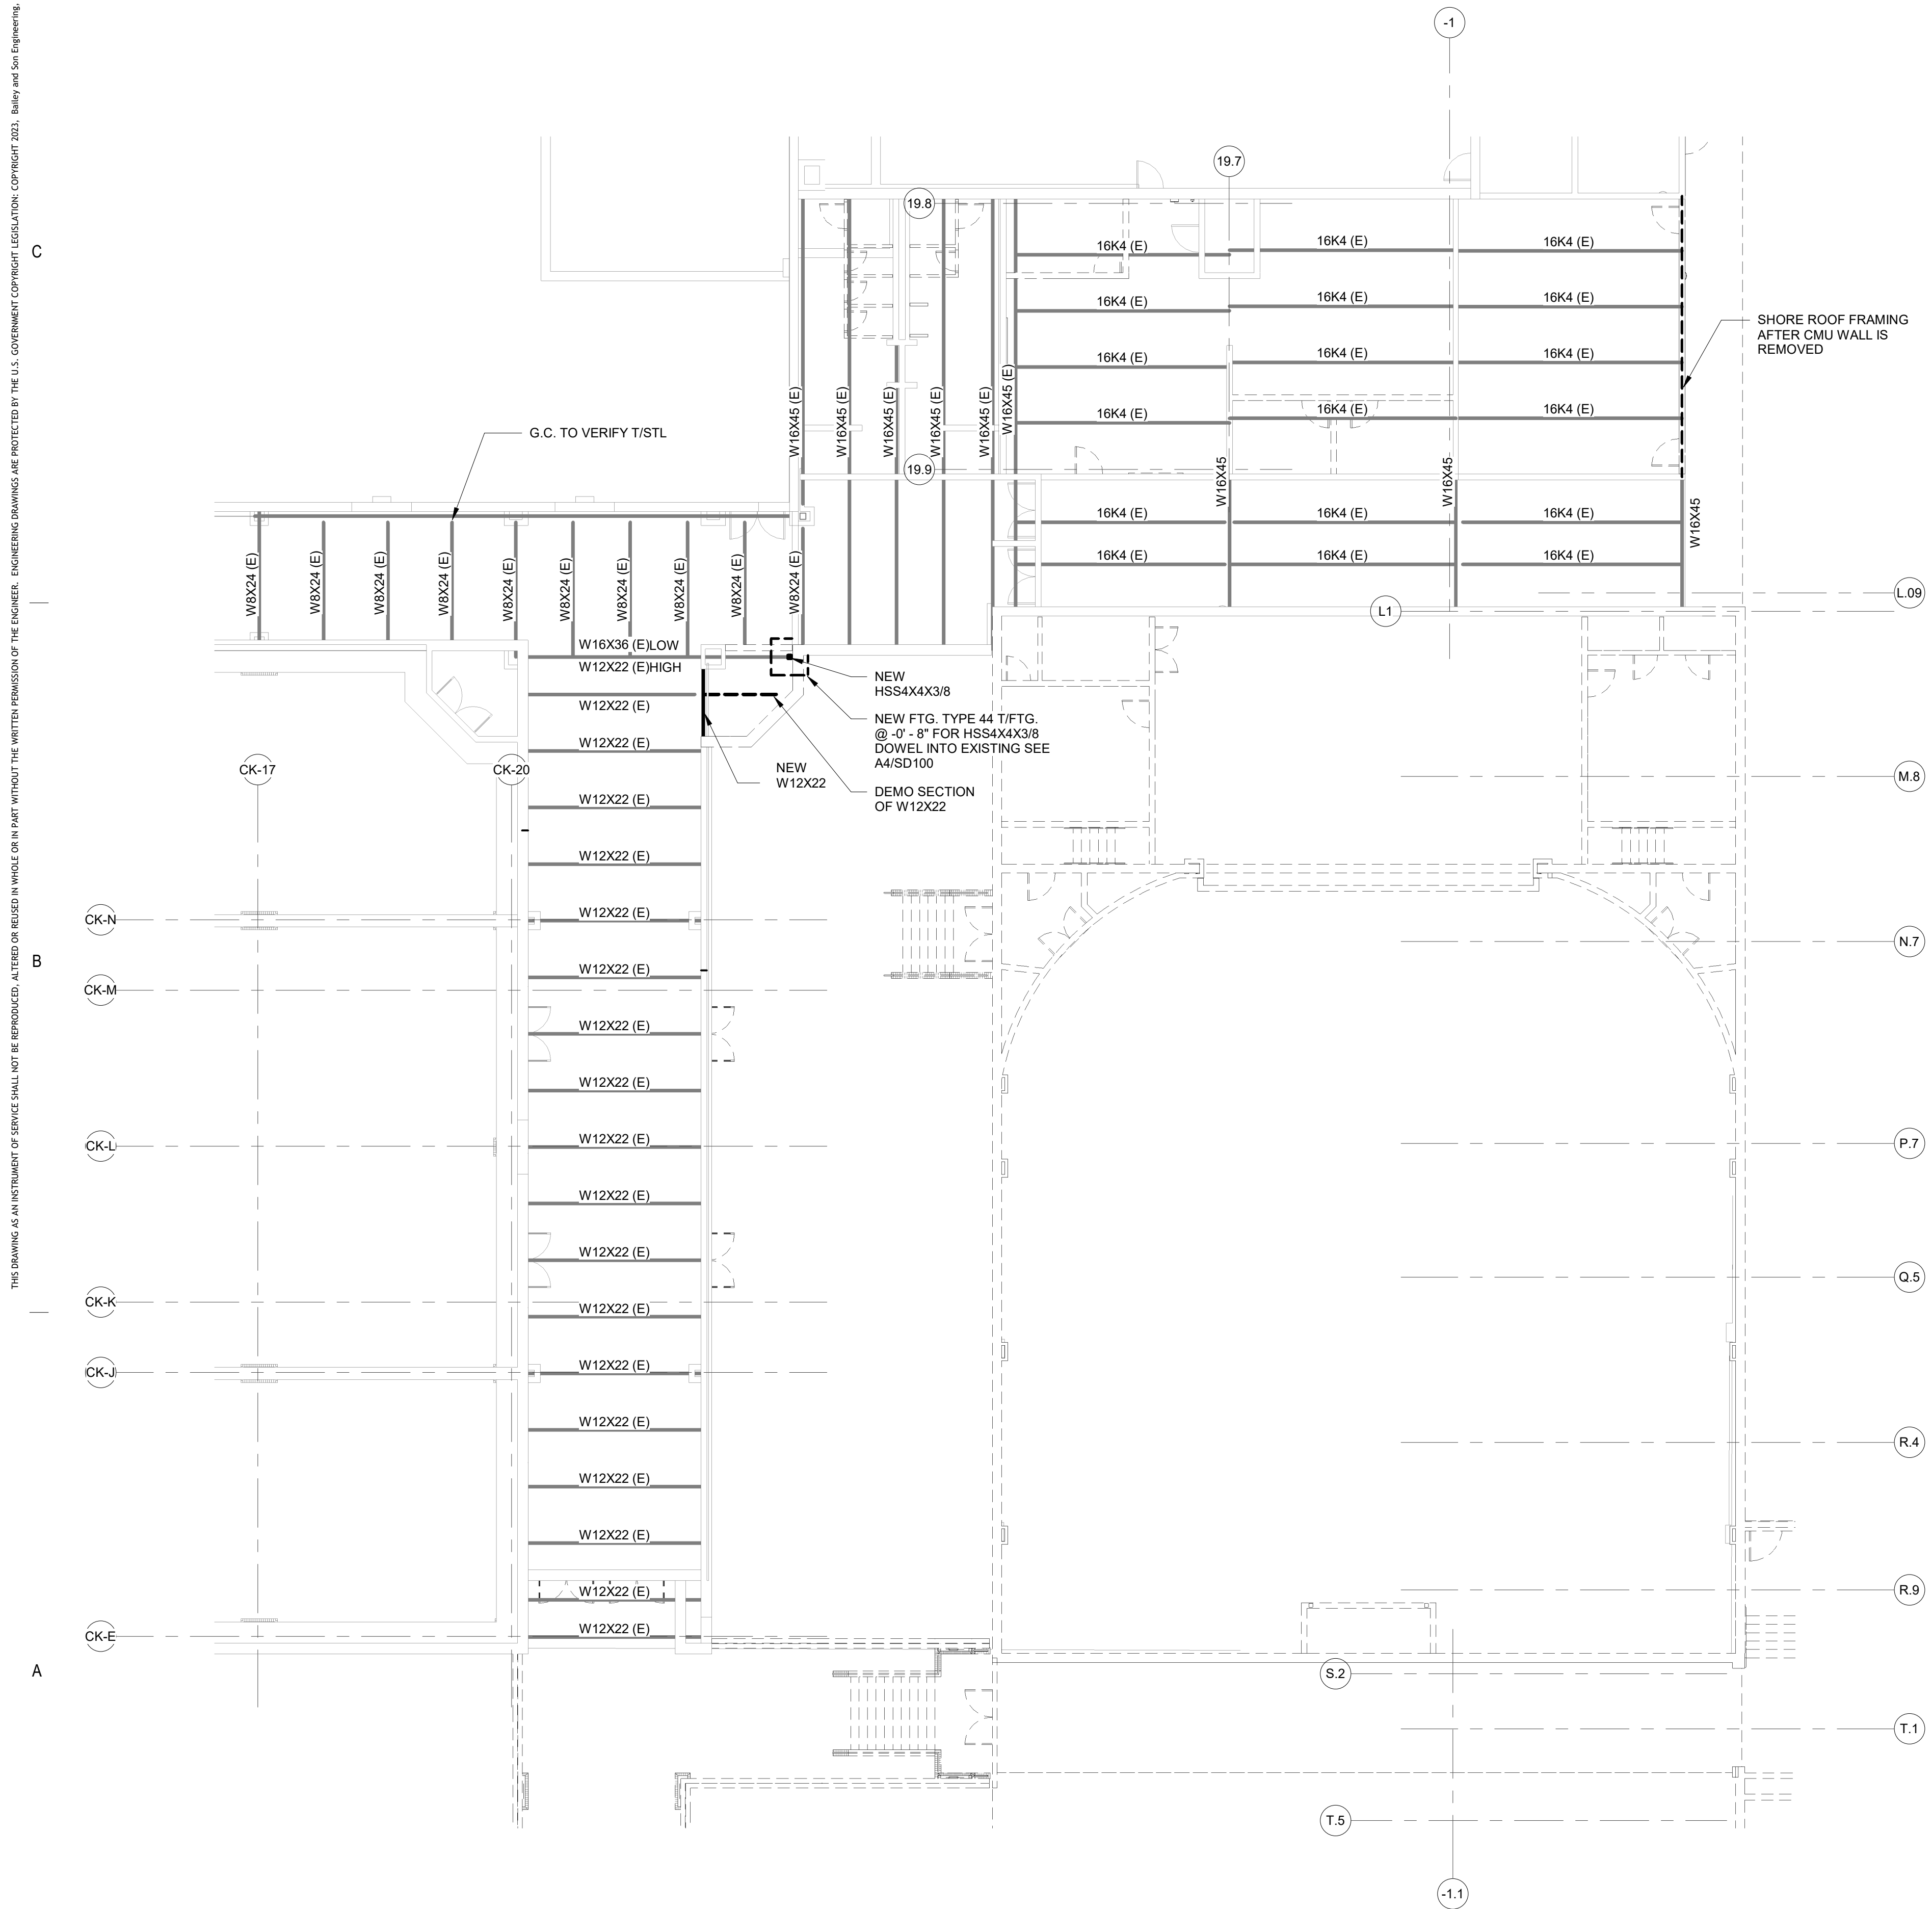 THIS DRAWING AS AN INSTRUMENT OF SERVICE SHALL NOT BE REPRODUCED, ALTERED OR REUSED IN WHOLE OR IN PART WITHOUT THE WRITTEN PERMISSION OF THE ENGINEER. ENGINEERING DRAWINGS ARE PROTECTED BY THE U.S. GOVERNMENT COPYRIGHT LEGISLATION: COPYRIGHT 2023, Bailey and Son Engineering,
C
B
A
-1
19.7
19.8
16K4 (E)
16K4 (E)
16K4 (E)
16K4 (E)
16K4 (E)
16K4 (E)
16K4 (E)
16K4 (E)
16K4 (E)
16K4 (E)
16K4 (E)
16K4 (E)
SHORE ROOF FRAMING
AFTER CMU WALL IS
REMOVED
W16X45 (E)
W16X45 (E)
W16X45 (E)
W16X45 (E)
W16X45 (E)
W16X45 (E)
G.C. TO VERIFY T/STL
19.9
W16X45
W16X45
W16X45
16K4 (E)
16K4 (E)
16K4 (E)
16K4 (E)
16K4 (E)
16K4 (E)
W8X24 (E)
W8X24 (E)
W8X24 (E)
W8X24 (E)
W8X24 (E)
W8X24 (E)
W8X24 (E)
W8X24 (E)
W8X24 (E)
W8X24 (E)
L.09
L1
W16X36 (E)LOW
W12X22 (E)HIGH
NEW
HSS4X4X3/8
NEW FTG. TYPE 44 T/FTG.
@ -0' - 8" FOR HSS4X4X3/8
DOWEL INTO EXISTING SEE
A4/SD100
NEW
W12X22
DEMO SECTION
OF W12X22
W12X22 (E)
W12X22 (E)
CK-17
CK-20
M.8
W12X22 (E)
W12X22 (E)
W12X22 (E)
CK-N
N.7
W12X22 (E)
CK-M
W12X22 (E)
W12X22 (E)
W12X22 (E)
CK-L
P.7
W12X22 (E)
W12X22 (E)
Q.5
CK-K
W12X22 (E)
W12X22 (E)
CK-J
W12X22 (E)
R.4
W12X22 (E)
W12X22 (E)
W12X22 (E)
R.9
W12X22 (E)
CK-E
S.2
T.1
T.5
-1.1